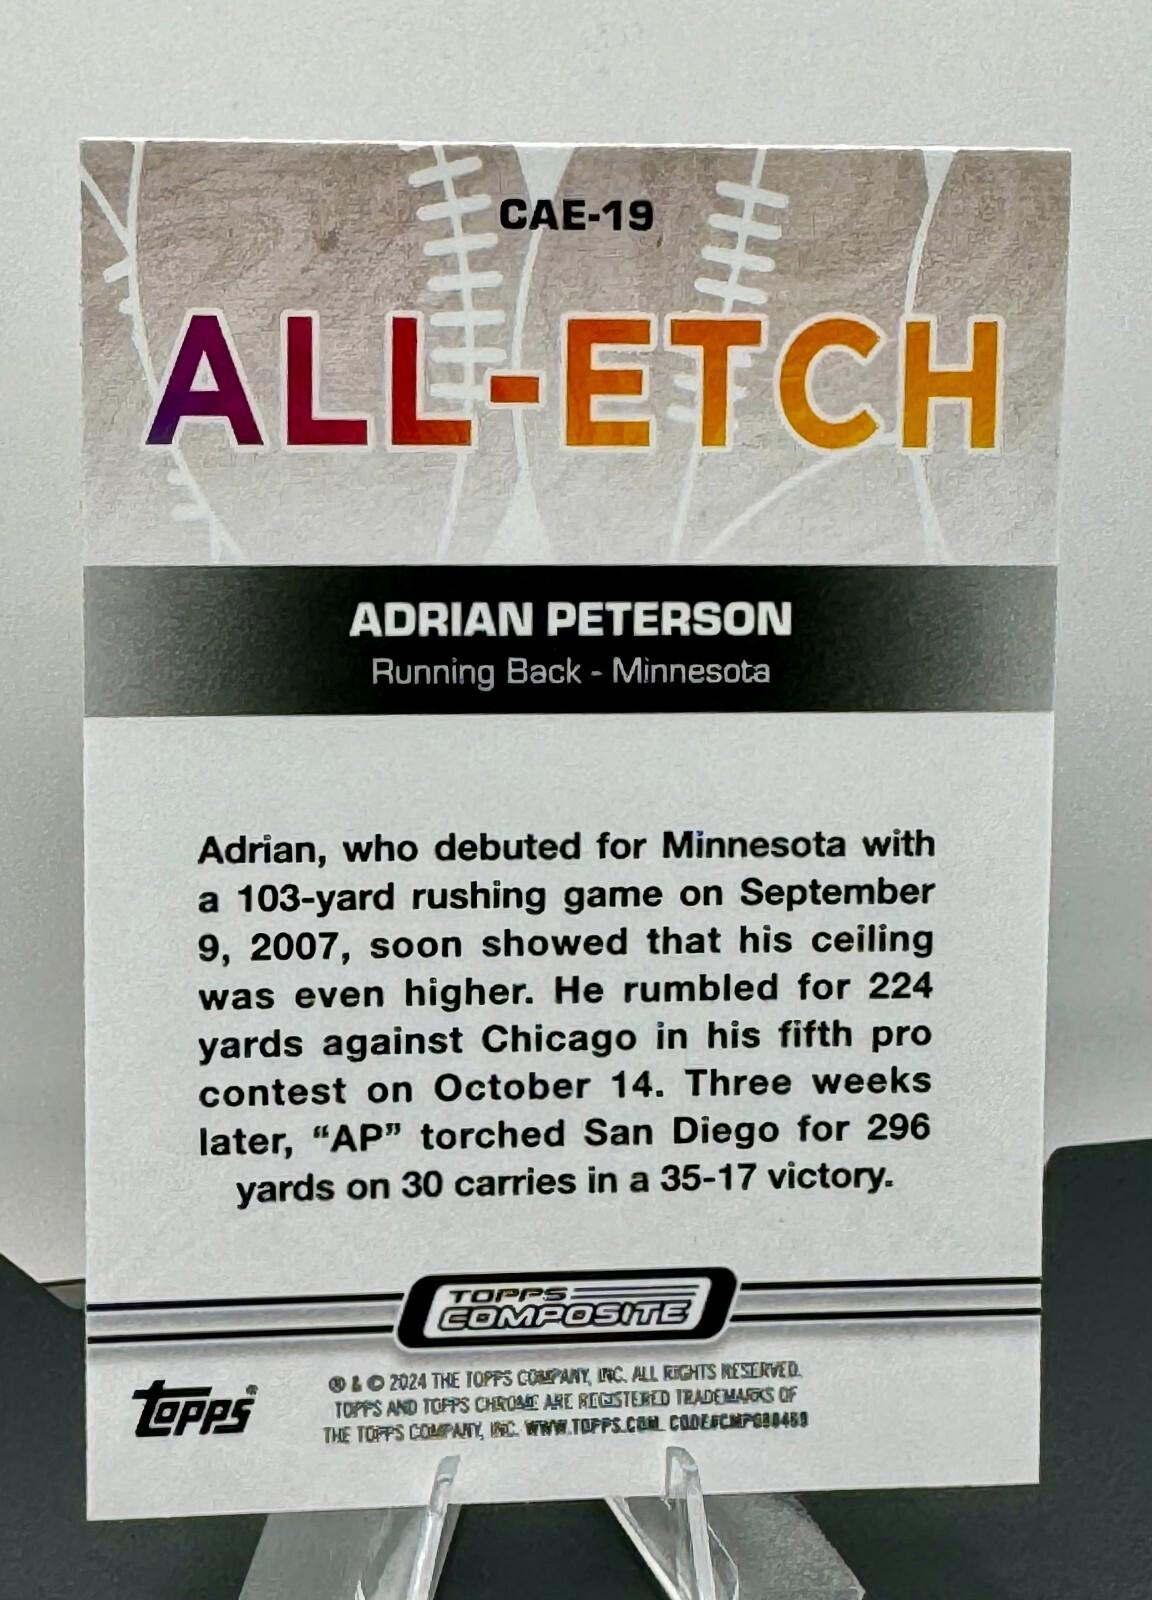 CAE-19
ALL-ETCH
ADRIAN PETERSON
Running Back - Minnesota
Adrian, who debuted for Minnesota with
a 103-yard rushing game on September
9, 2007, soon showed that his ceiling
was even higher. He rumbled for 224
yards against Chicago in his fifth pro
contest on October 14. Three weeks
later, “AP” torched San Diego for 296
yards on 30 carries in a 35-17 victory.
TOPPS
COMPOSITE
Topps®
® & © 2024 THE TOPPS COMPANY, INC. ALL RIGHTS RESERVED.
TOPPS AND TOPPS CHROME ARE REGISTERED TRADEMARKS OF
THE TOPPS COMPANY, INC. WWW.TOPPS.COM